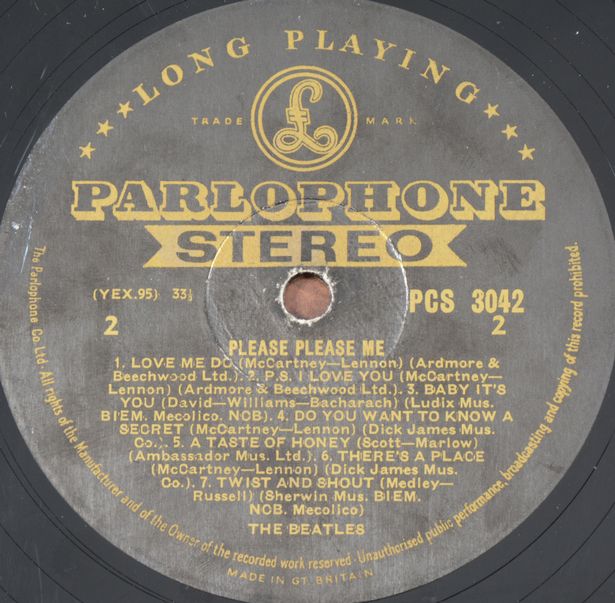 ★★★ LONG PLAYING ★★★
TRADE MARK
£
PARLOPHONE
STEREO
(YEX.95) 33⅓
PCS 3042
2 2
PLEASE PLEASE ME
1. LOVE ME DO (McCartney—Lennon) (Ardmore &
Beechwood Ltd.). 2. P.S. I LOVE YOU (McCartney—
Lennon) (Ardmore & Beechwood Ltd.). 3. BABY IT'S
YOU (David—Williams—Bacharach) (Ludix Mus.
BIEM. Mecolico. NCB). 4. DO YOU WANT TO KNOW A
SECRET (McCartney—Lennon) (Dick James Mus.
Co.). 5. A TASTE OF HONEY (Scott—Marlow)
(Ambassador Mus. Ltd.). 6. THERE'S A PLACE
(McCartney—Lennon) (Dick James Mus.
Co.). 7. TWIST AND SHOUT (Medley—
Russell) (Sherwin Mus. BIEM.
NCB. Mecolico)
THE BEATLES
The Parlophone Co. Ltd. All rights of the Manufacturer and of the Owner of the recorded work reserved. Unauthorised public performance, broadcasting and copying of this record prohibited.
MADE IN GT. BRITAIN